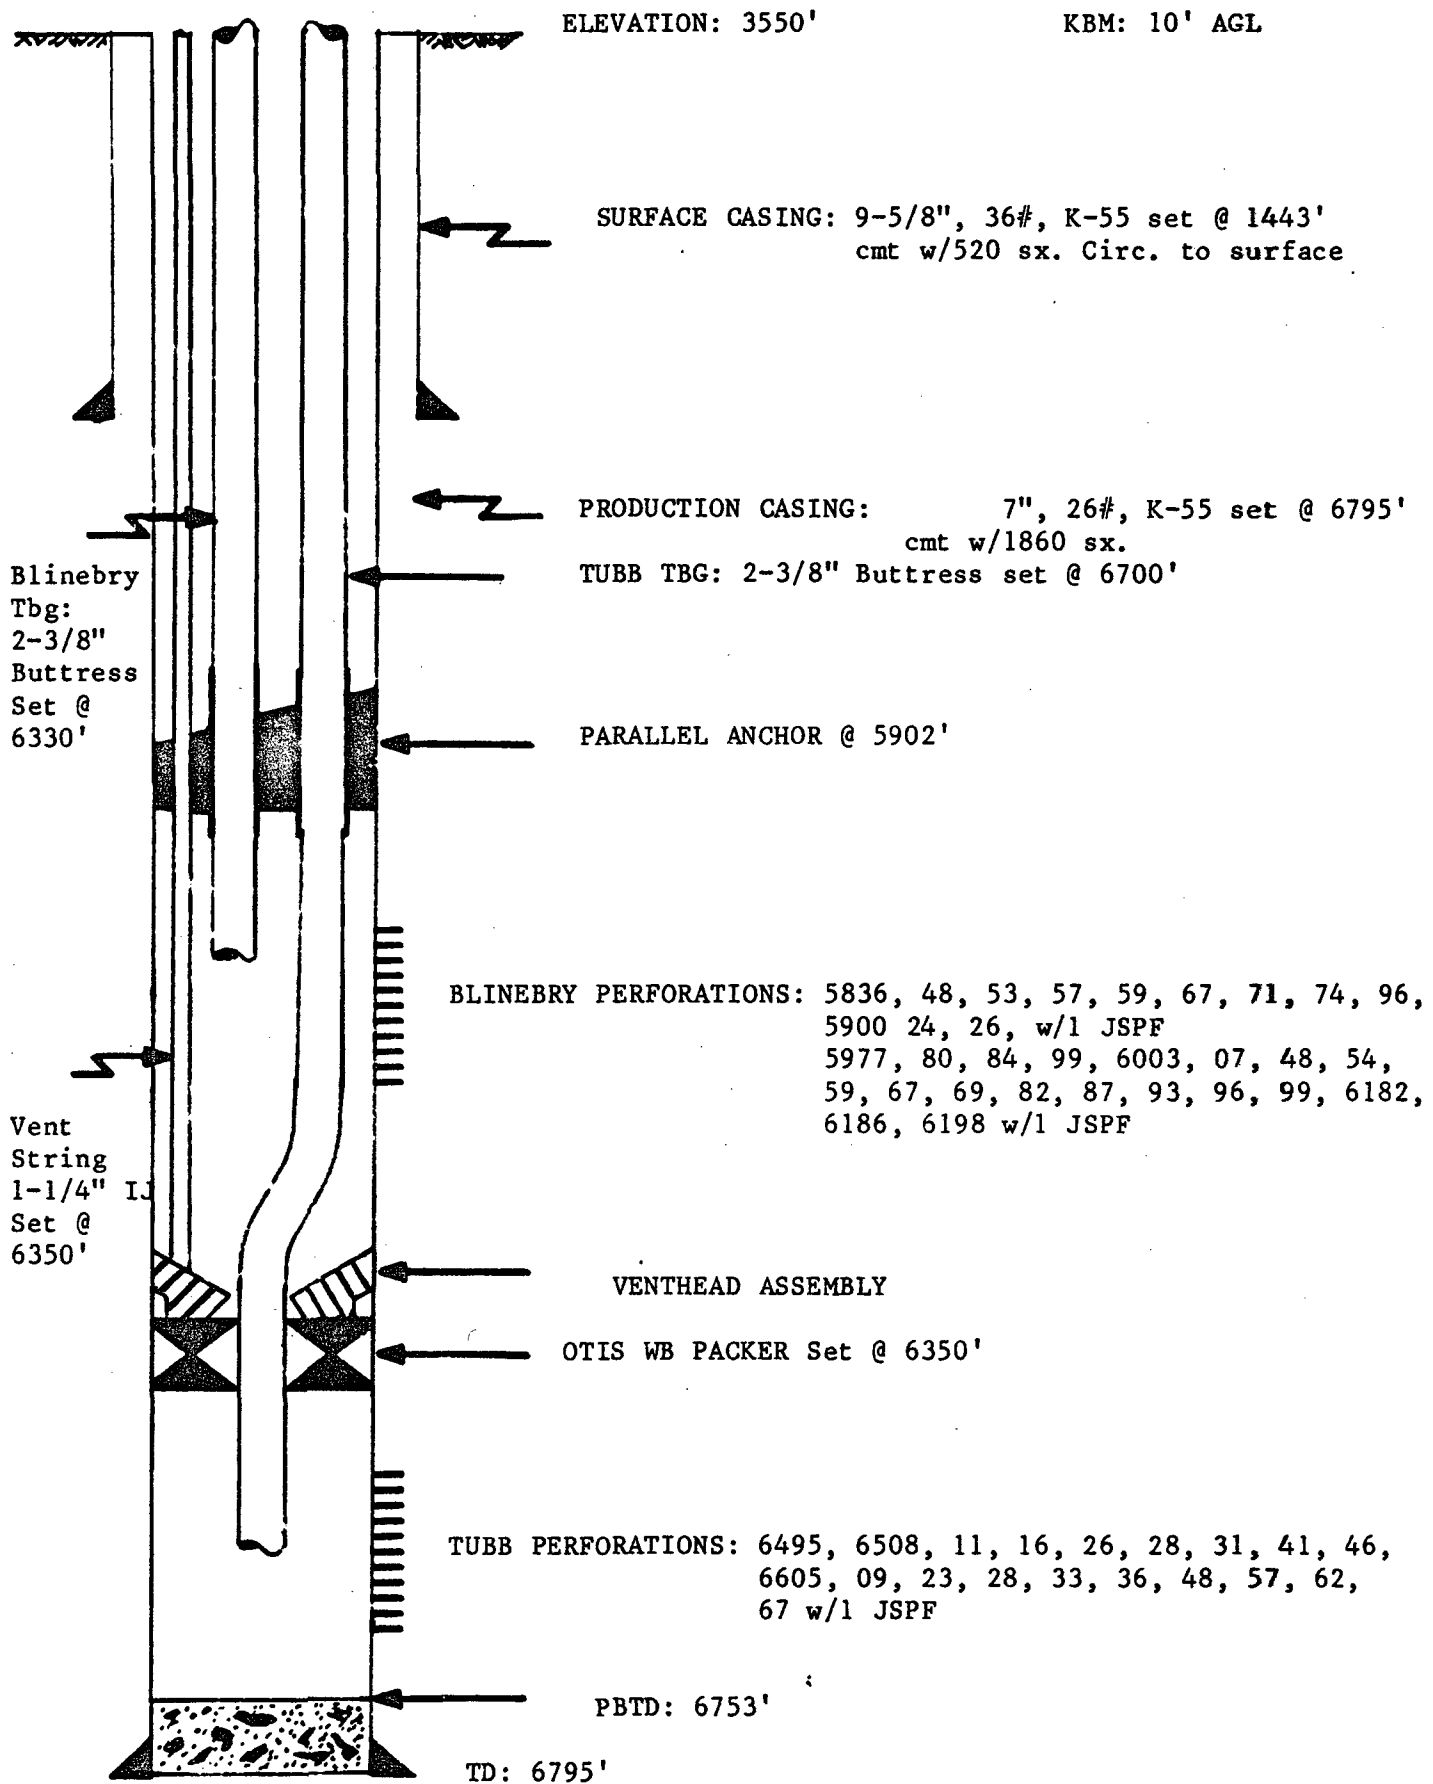 ELEVATION: 3550' KBM: 10' AGL
SURFACE CASING: 9-5/8", 36#, K-55 set @ 1443'
cmt w/520 sx. Circ. to surface
PRODUCTION CASING: 7", 26#, K-55 set @ 6795'
cmt w/1860 sx.
TUBB TBG: 2-3/8" Buttress set @ 6700'
Blinebry
Tbg:
2-3/8"
Buttress
Set @
6330'
PARALLEL ANCHOR @ 5902'
BLINEBRY PERFORATIONS: 5836, 48, 53, 57, 59, 67, 71, 74, 96,
5900 24, 26, w/1 JSPF
5977, 80, 84, 99, 6003, 07, 48, 54,
59, 67, 69, 82, 87, 93, 96, 99, 6182,
6186, 6198 w/1 JSPF
Vent
String
1-1/4" IJ
Set @
6350'
VENTHEAD ASSEMBLY
OTIS WB PACKER Set @ 6350'
TUBB PERFORATIONS: 6495, 6508, 11, 16, 26, 28, 31, 41, 46,
6605, 09, 23, 28, 33, 36, 48, 57, 62,
67 w/1 JSPF
PBTD: 6753'
TD: 6795'